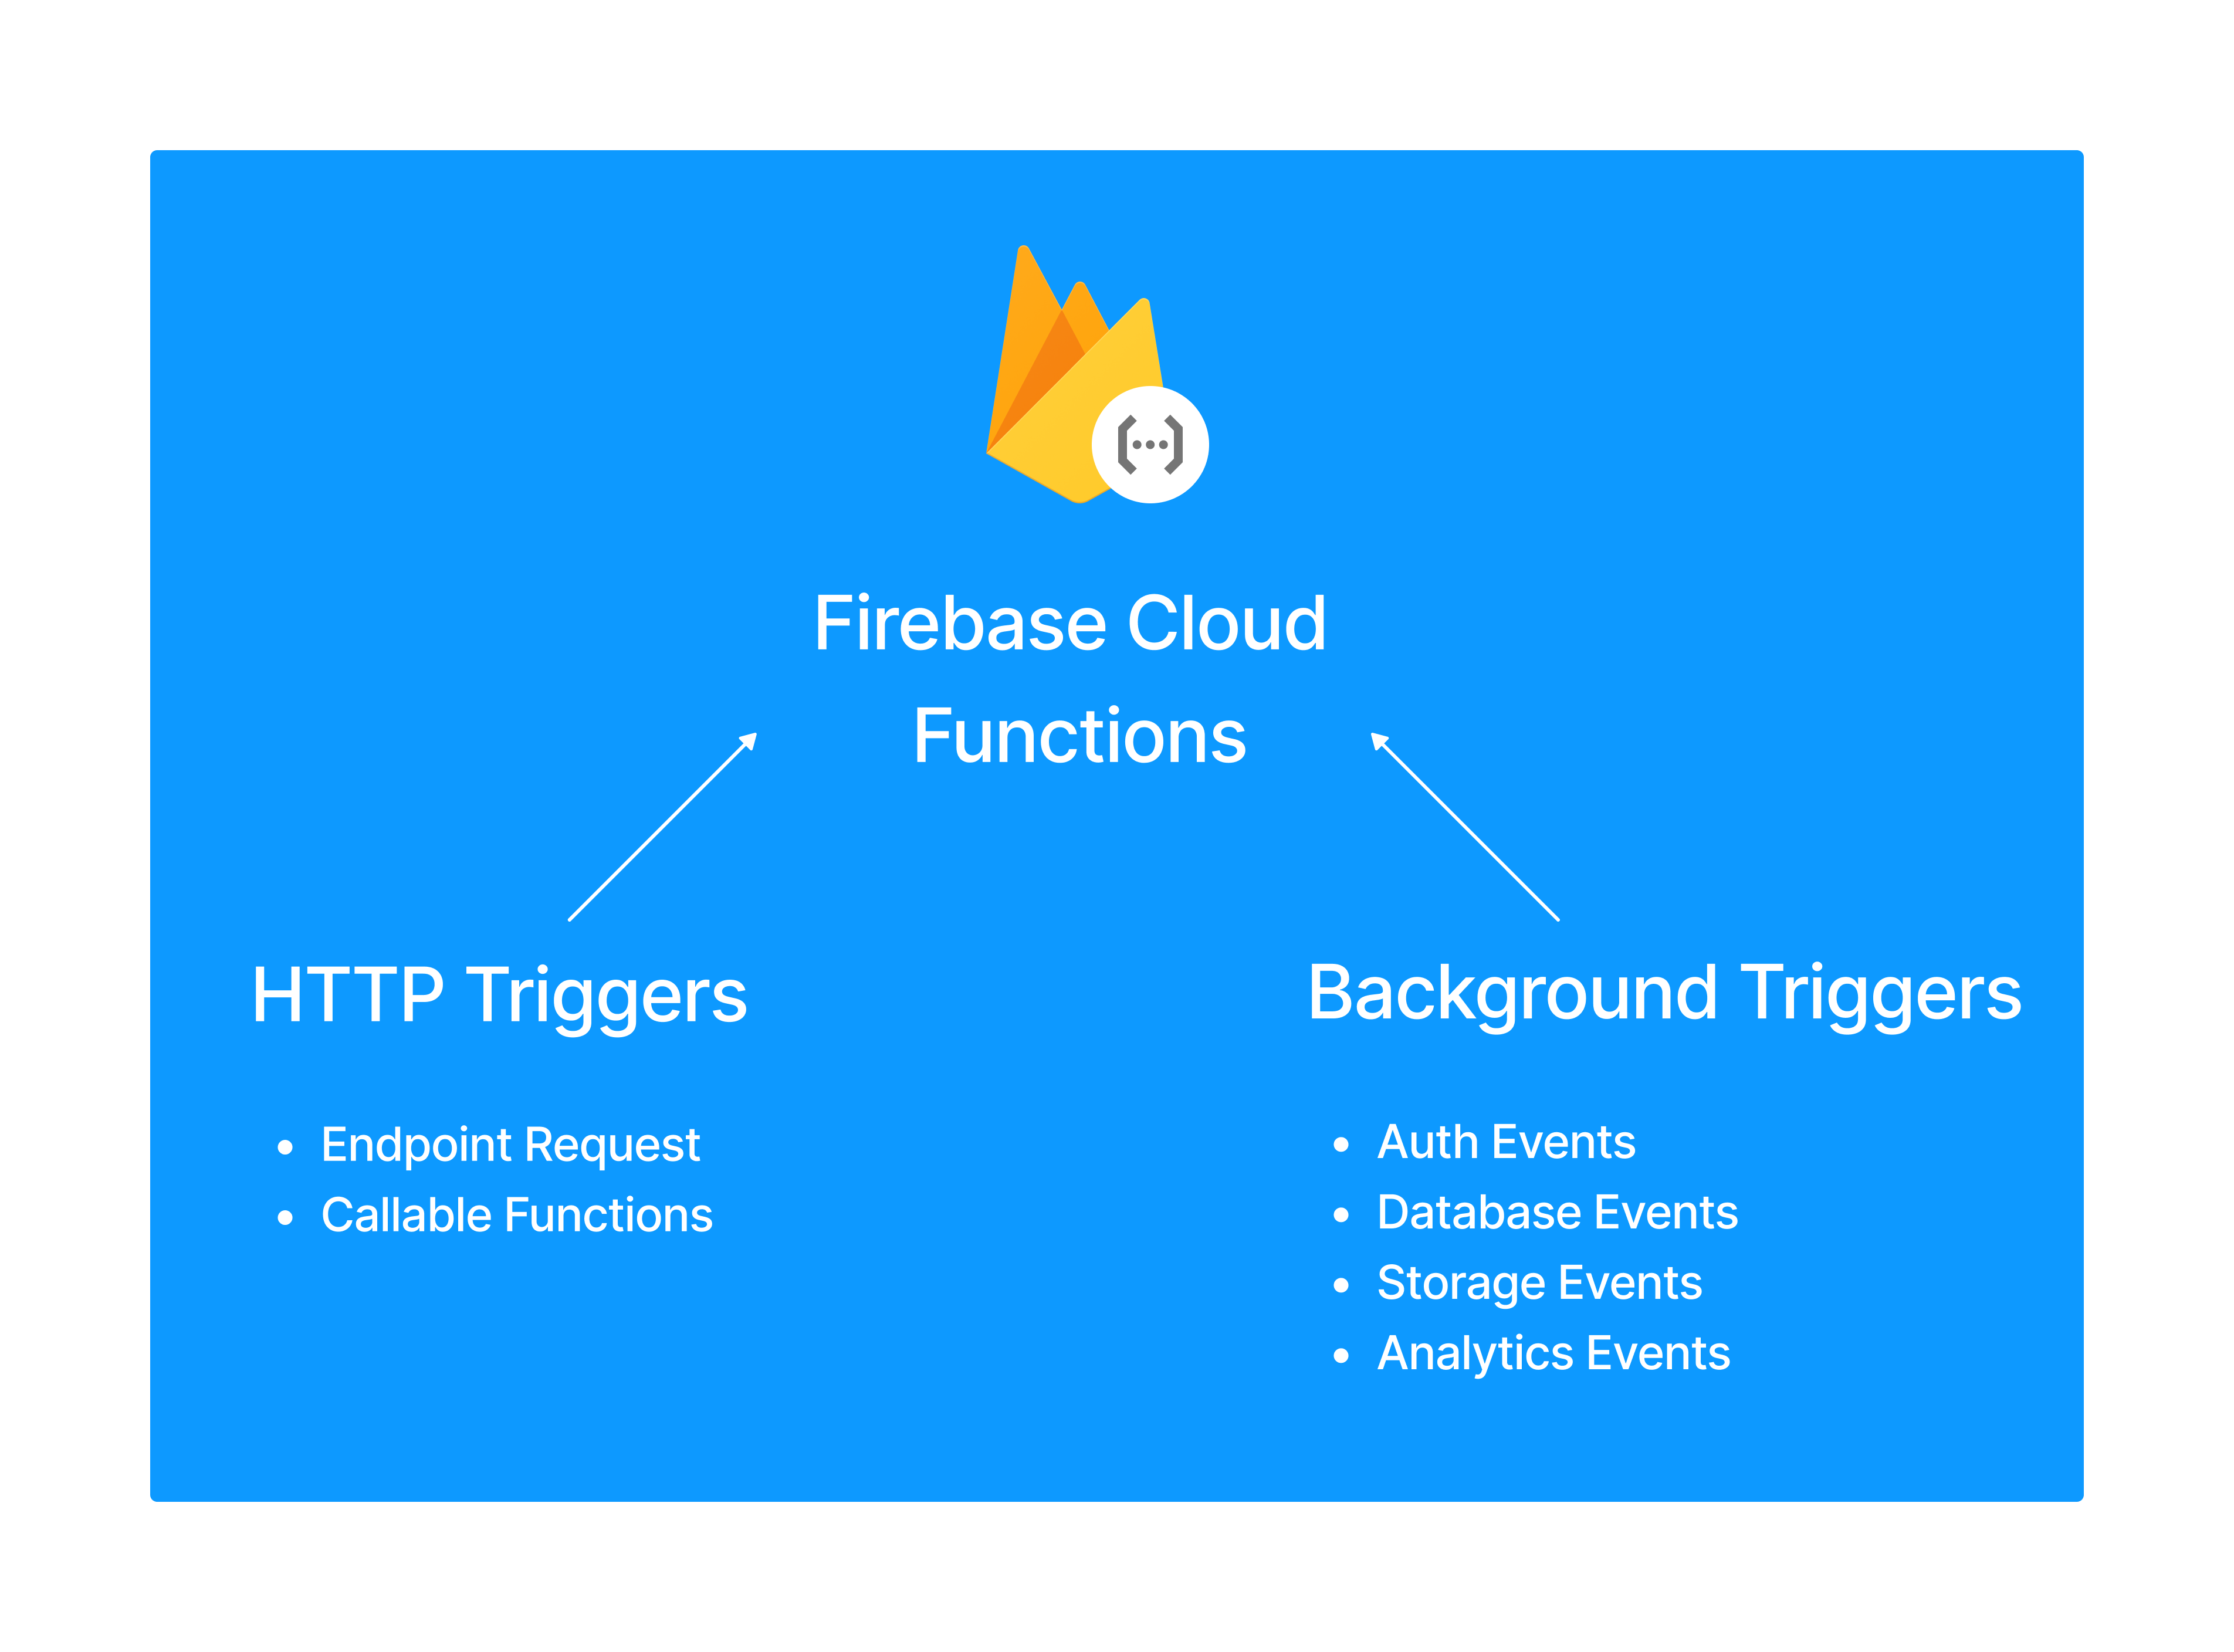 Firebase Cloud
Functions
HTTP Triggers
• Endpoint Request
• Callable Functions
Background Triggers
• Auth Events
• Database Events
• Storage Events
• Analytics Events